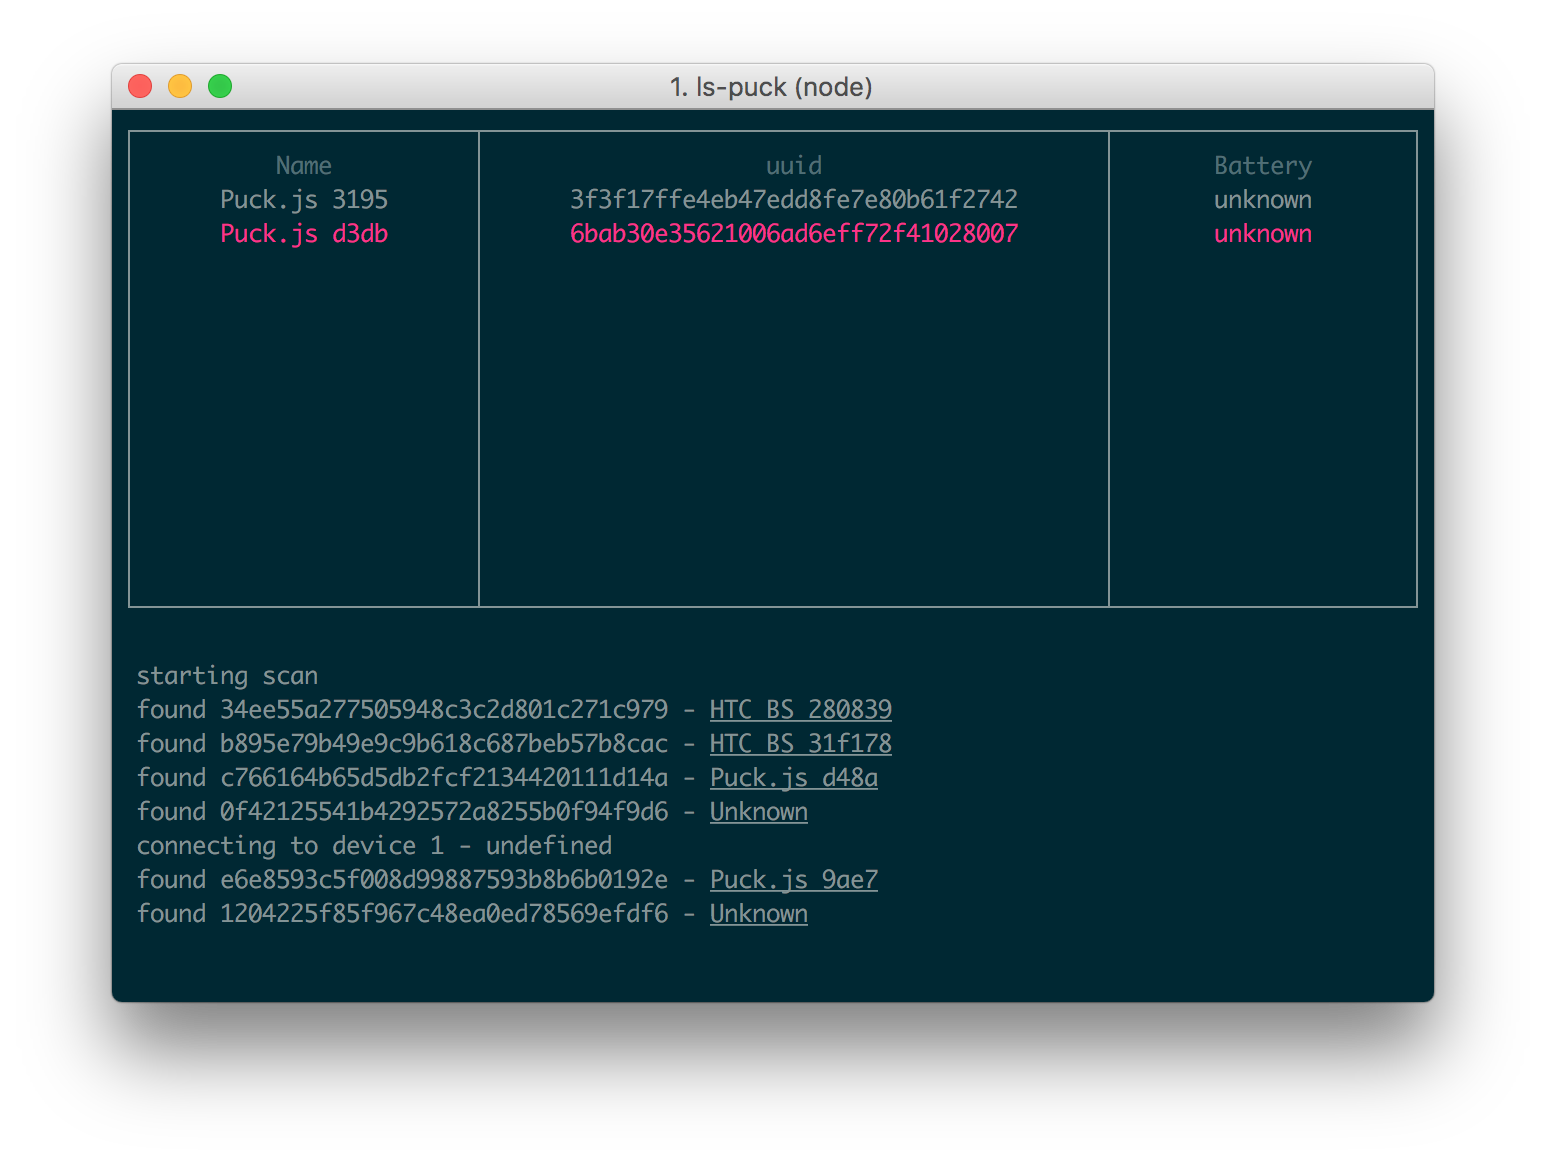 1. ls-puck (node)
Name uuid Battery
Puck.js 3195 3f3f17ffe4eb47edd8fe7e80b61f2742 unknown
Puck.js d3db 6bab30e35621006ad6eff72f41028007 unknown
starting scan
found 34ee55a277505948c3c2d801c271c979 - HTC BS 280839
found b895e79b49e9c9b618c687beb57b8cac - HTC BS 31f178
found c766164b65d5db2fcf2134420111d14a - Puck.js d48a
found 0f42125541b4292572a8255b0f94f9d6 - Unknown
connecting to device 1 - undefined
found e6e8593c5f008d99887593b8b6b0192e - Puck.js 9ae7
found 1204225f85f967c48ea0ed78569efdf6 - Unknown